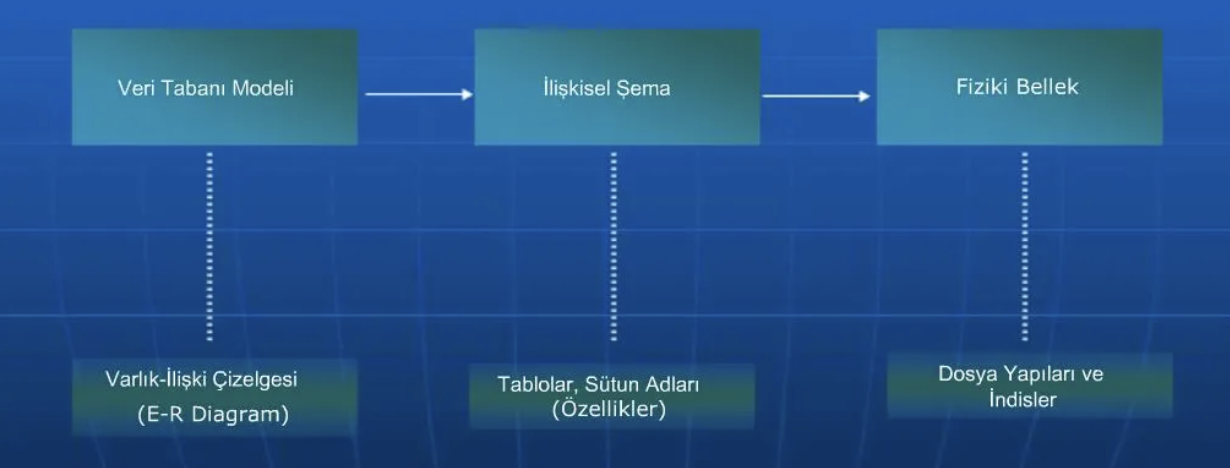 Veri Tabanı Modeli
İlişkisel Şema
Fiziki Bellek
Varlık-İlişki Çizelgesi
(E-R Diagram)
Tablolar, Sütun Adları
(Özellikler)
Dosya Yapıları ve
İndisler